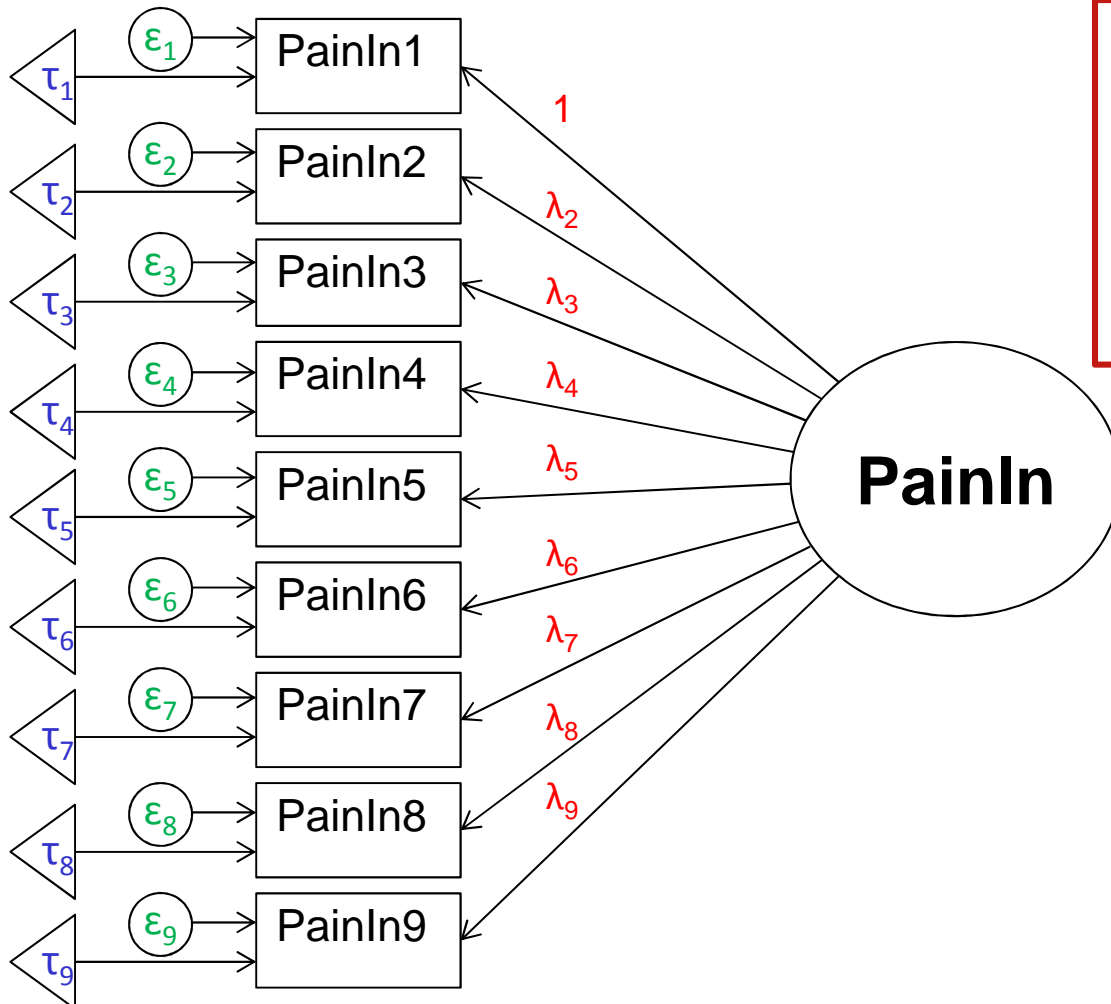 ε1 PainIn1
τ1
1
ε2 PainIn2
τ2
λ2
ε3 PainIn3
τ3
λ3
ε4 PainIn4
τ4
λ4
ε5 PainIn5
τ5
λ5
PainIn
ε6 PainIn6
τ6
λ6
ε7 PainIn7
τ7
λ7
ε8 PainIn8
τ8
λ8
ε9 PainIn9
τ9
λ9